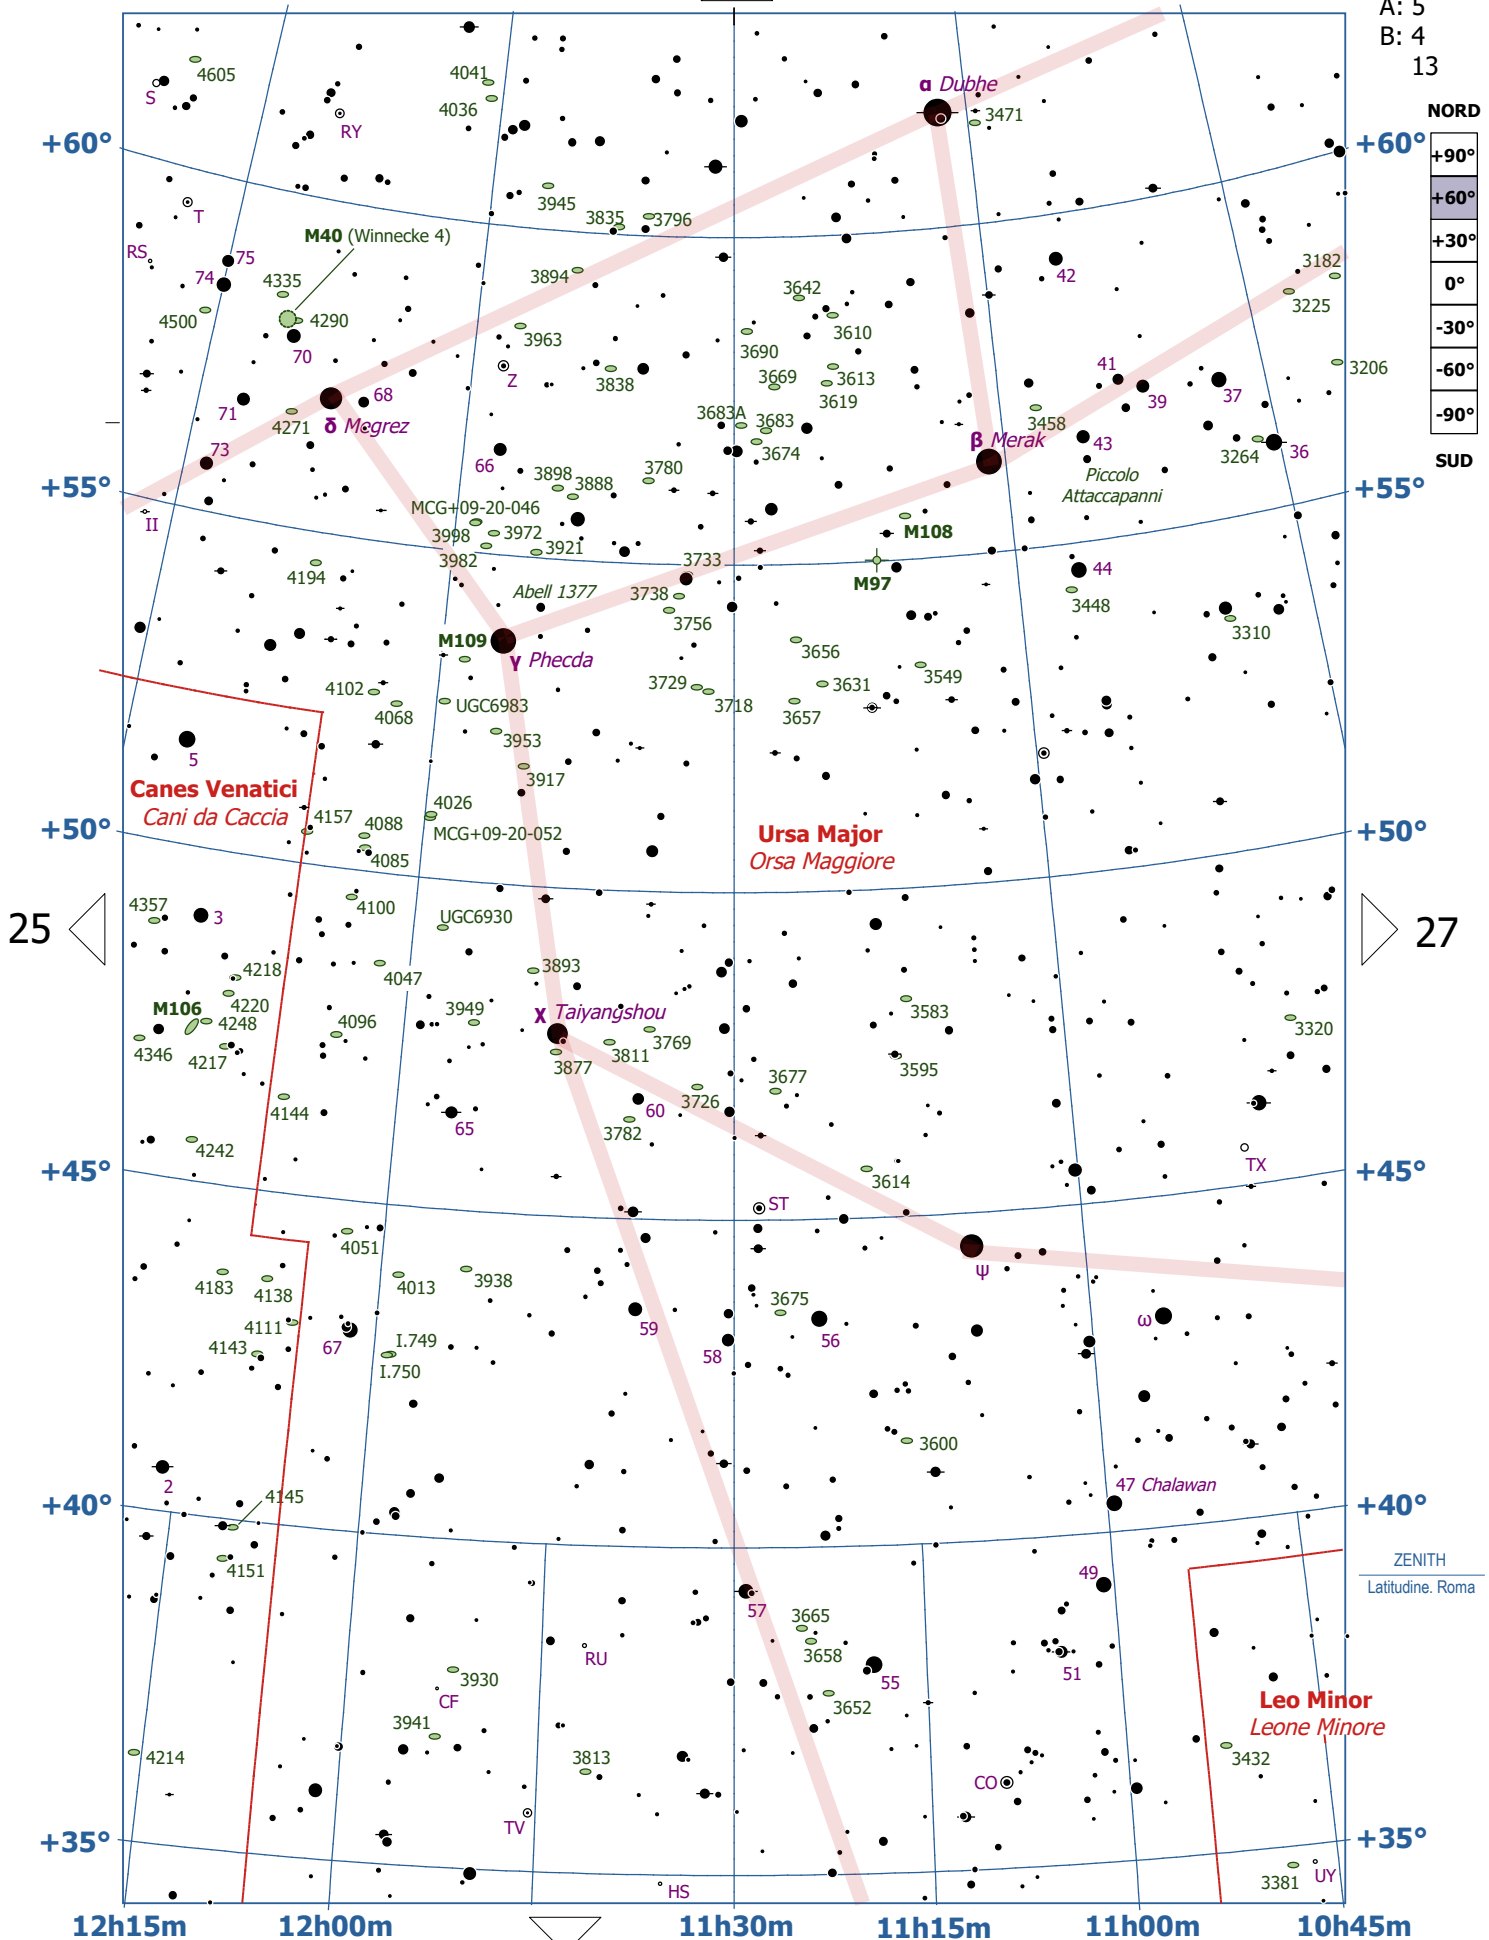 A: 5
B: 4
13
NORD
+90°
+60°
+30°
0°
-30°
-60°
-90°
SUD
4605
S
4041
4036
RY
α Dubhe
3471
+60°
+60°
T
3945
3835
3796
M40 (Winnecke 4)
RS
75
74
4335
3894
42
3182
3642
3225
4500
4290
3963
3610
70
3690
Z
3838
3669
3613
41
3206
68
3619
39
37
71
δ Megrez
4271
3683A
3683
3458
β Merak
43
3674
3264
36
73
66
3898
3888
3780
Piccolo
Attaccapanni
+55°
+55°
MCG+09-20-046
II
3998
3972
3921
M108
3982
3733
4194
M97
44
Abell 1377
3738
3448
3756
3310
M109
γ Phecda
3656
3549
4102
3729
3631
UGC6983
3718
4068
3657
3953
5
3917
Canes Venatici
Cani da Caccia
4026
4157
4088
MCG+09-20-052
4085
Ursa Major
Orsa Maggiore
+50°
+50°
4357
3
4100
UGC6930
25
27
4218
4047
3893
4220
M106
4248
4096
3949
χ Taiyangshou
3583
3320
4346
4217
3877
3811
3769
3595
4144
3677
3726
60
65
3782
4242
TX
+45°
+45°
3614
ST
4051
ψ
4183
4138
4013
3938
3675
4111
59
56
ω
4143
67
I.749
58
I.750
3600
2
4145
47 Chalawan
+40°
+40°
4151
49
ZENITH
Latitudine. Roma
57
3665
RU
3658
55
51
3930
CF
3652
Leo Minor
Leone Minore
3941
4214
3813
3432
CO
TV
+35°
+35°
3381
UY
HS
12h15m
12h00m
11h30m
11h15m
11h00m
10h45m